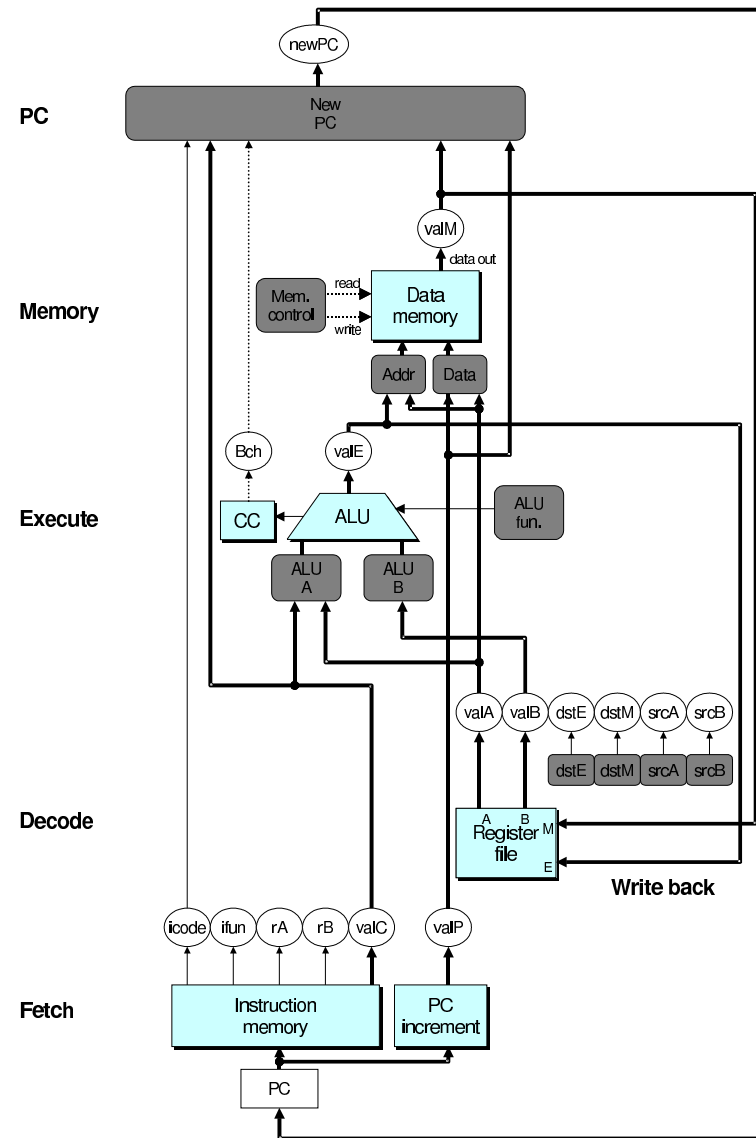 newPC
New
PC
PC
valM
data out
read
Mem.
control
Data
memory
write
Memory
Addr
Data
Bch
valE
CC
ALU
ALU
fun.
Execute
ALU
A
ALU
B
valA
valB
dstE
dstM
srcA
srcB
dstE
dstM
srcA
srcB
Decode
A
B
Register
file
M
E
Write back
icode
ifun
rA
rB
valC
valP
Fetch
Instruction
memory
PC
increment
PC